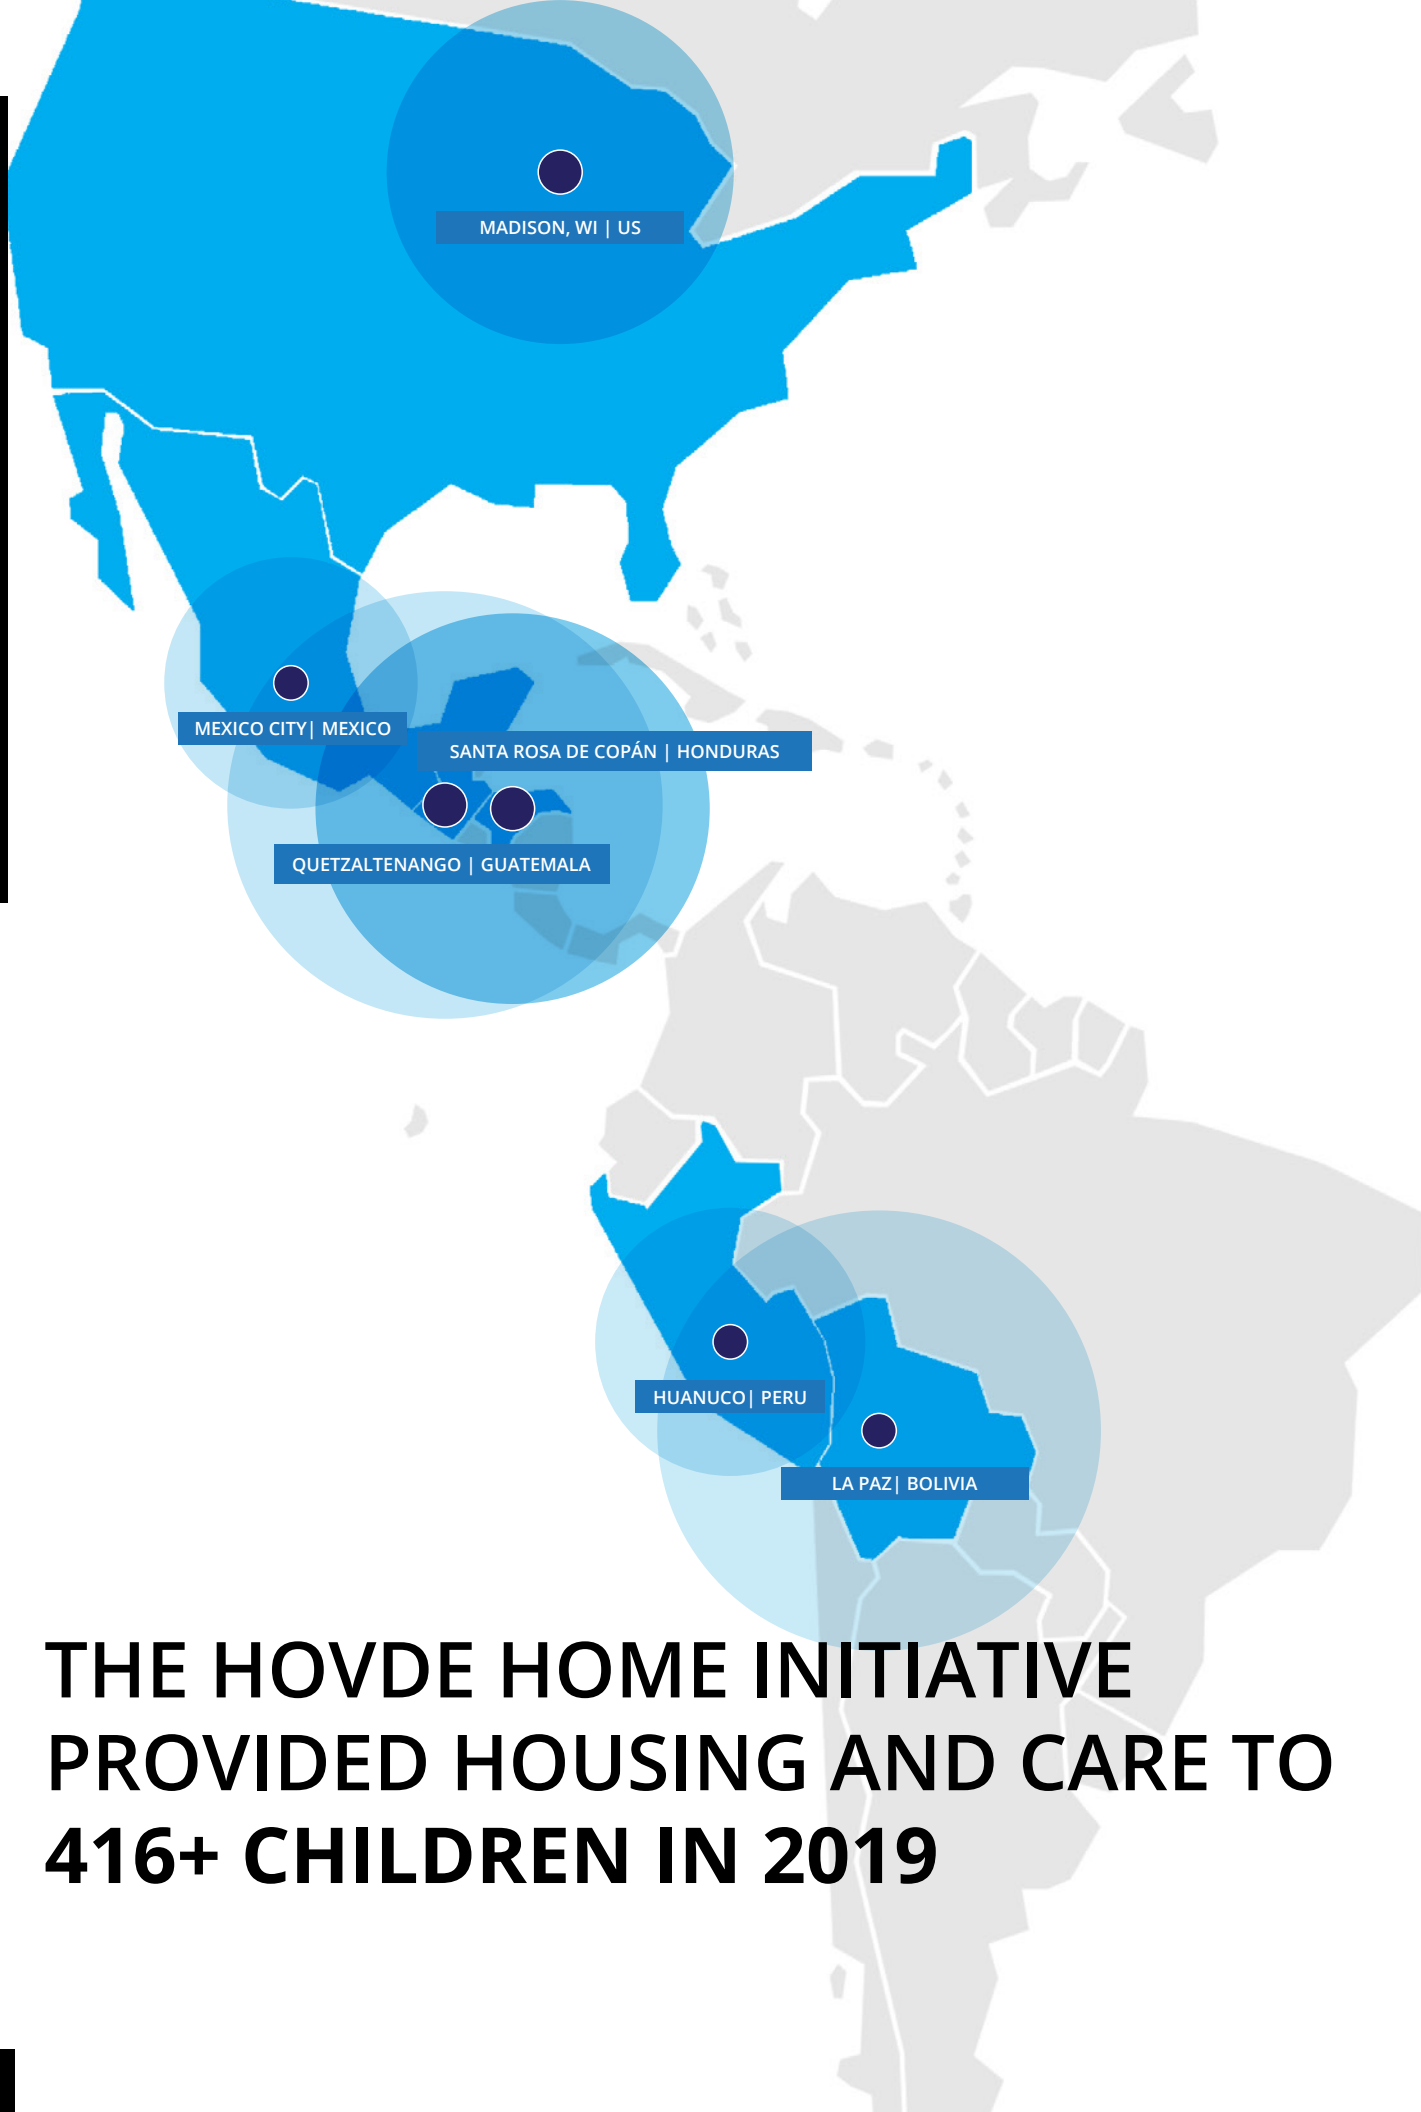 MADISON, WI | US
MEXICO CITY| MEXICO
SANTA ROSA DE COPÁN | HONDURAS
QUETZALTENANGO | GUATEMALA
HUANUCO| PERU
LA PAZ| BOLIVIA
THE HOVDE HOME INITIATIVE
PROVIDED HOUSING AND CARE TO
416+ CHILDREN IN 2019